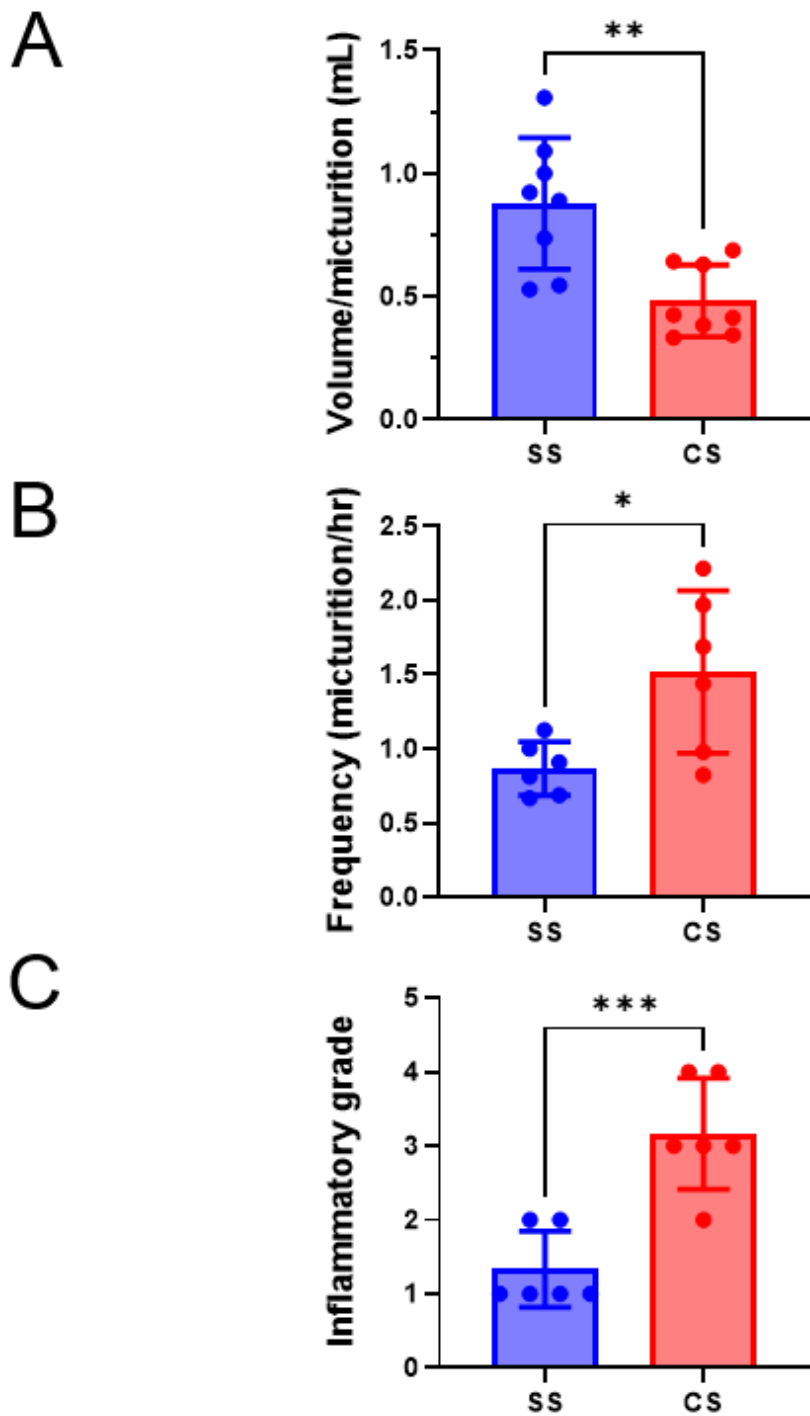 A
Volume/micturition (mL)
**
1.5
1.0
0.5
0.0
SS CS
B
Frequency (micturition/hr)
*
2.5
2.0
1.5
1.0
0.5
0.0
SS CS
C
Inflammatory grade
***
5
4
3
2
1
0
SS CS